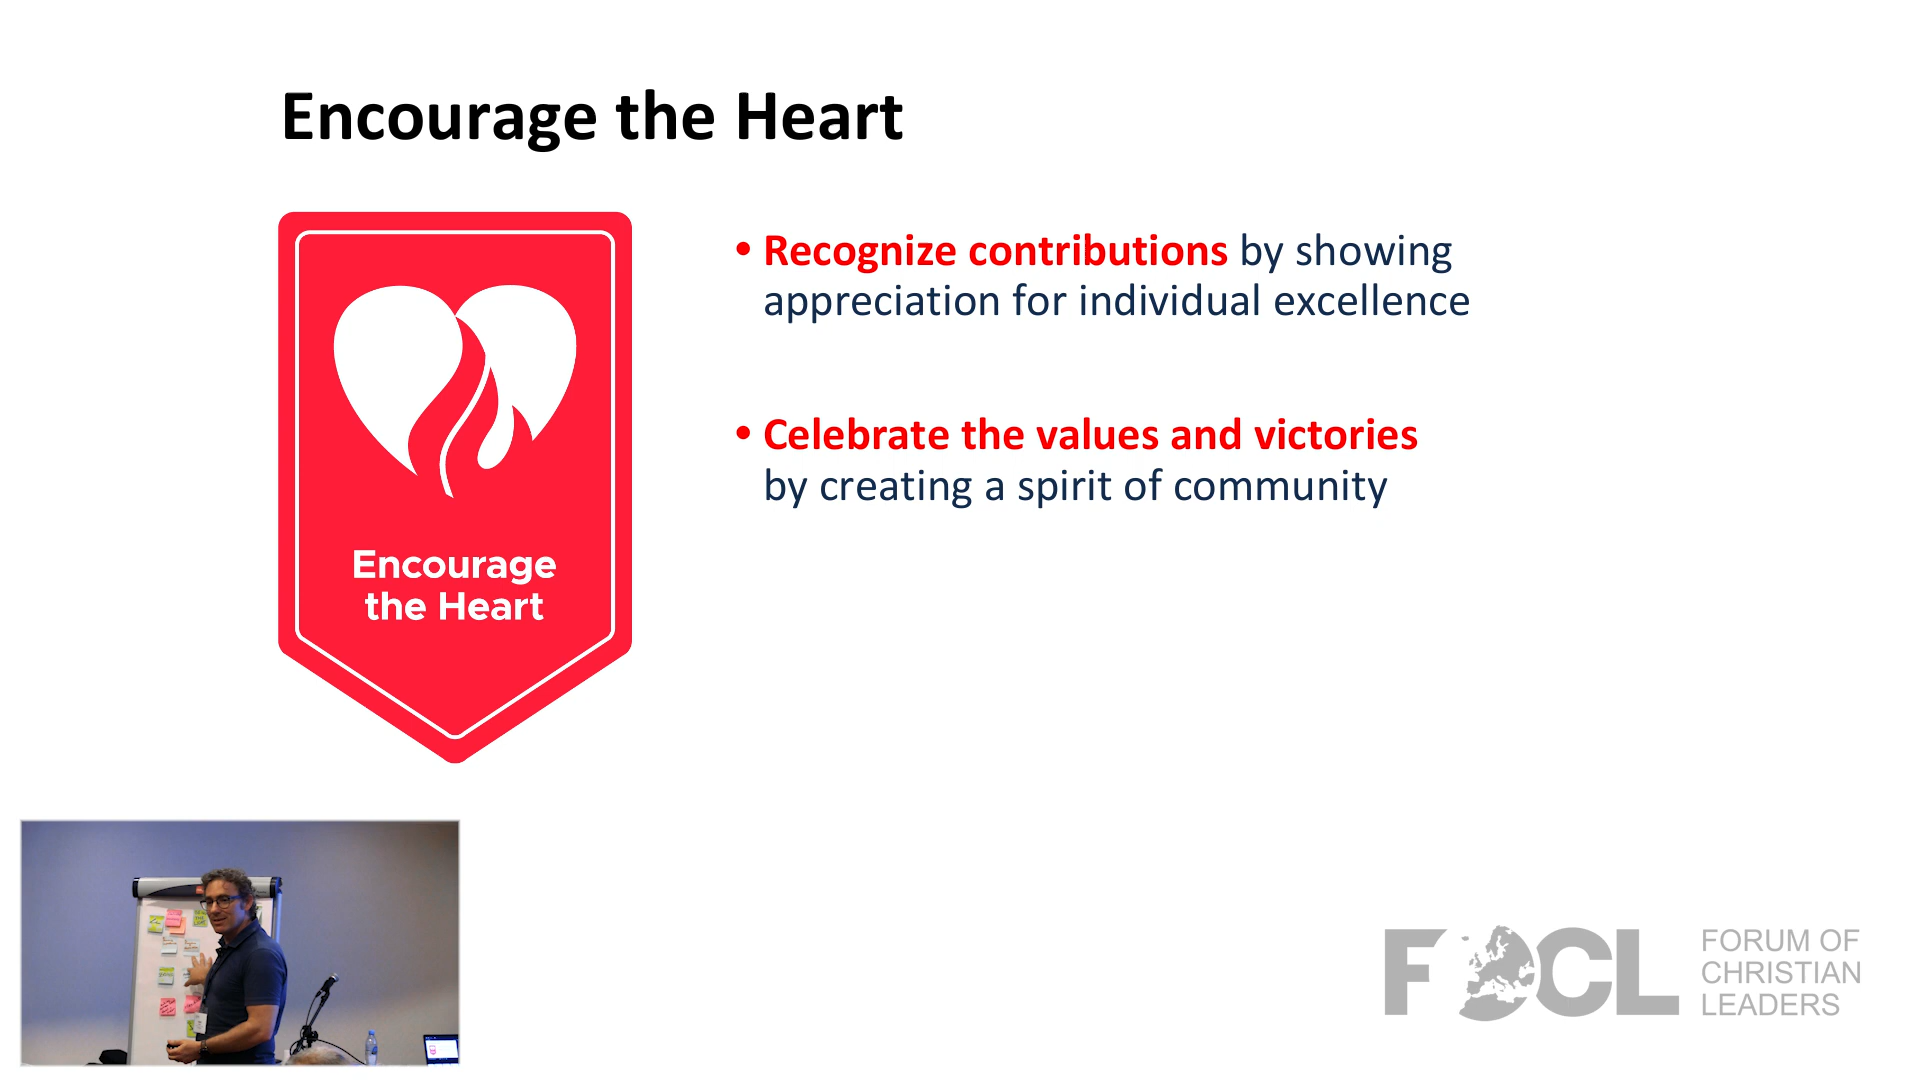 Encourage the Heart
• Recognize contributions by showing
appreciation for individual excellence
• Celebrate the values and victories
by creating a spirit of community
Encourage
the Heart
FOCL
FORUM OF
CHRISTIAN
LEADERS